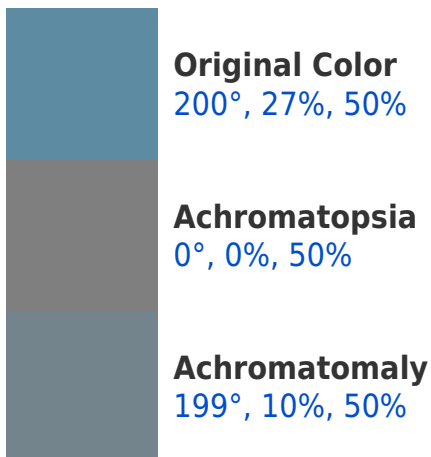 Original Color
200°, 27%, 50%
Achromatopsia
0°, 0%, 50%
Achromatomaly
199°, 10%, 50%